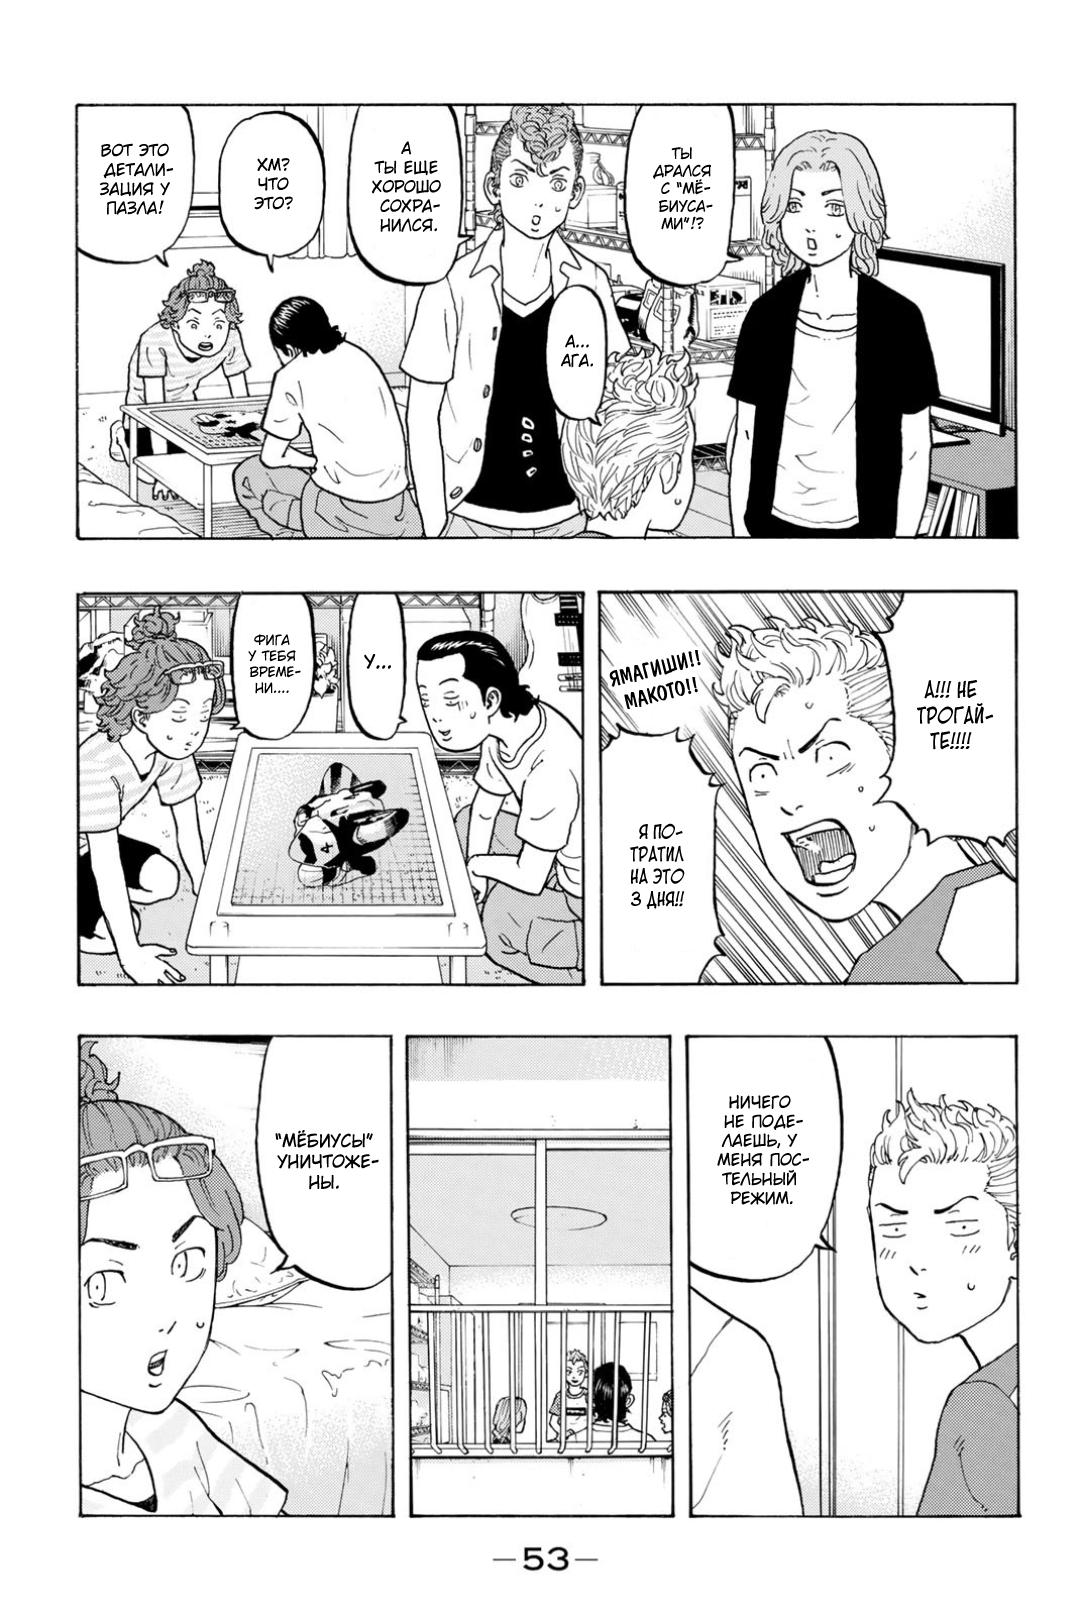 ТЫ
ДРАЛСЯ
С "МЁ-
БИУСА-
МИ"!?
А...
АГА.
А
ТЫ ЕЩЕ
ХОРОШО
СОХРА-
НИЛСЯ.
ХМ?
ЧТО
ЭТО?
ВОТ ЭТО
ДЕТАЛИ-
ЗАЦИЯ У
ПАЗЛА!
А!!! НЕ
ТРОГАЙ-
ТЕ!!!!
ЯМАГИШИ!!
МАКОТО!!
Я ПО-
ТРАТИЛ
НА ЭТО
3 ДНЯ!!
У...
ФИГА
У ТЕБЯ
ВРЕМЕ-
НИ....
4
НИЧЕГО
НЕ ПОДЕ-
ЛАЕШЬ, У
МЕНЯ ПОС-
ТЕЛЬНЫЙ
РЕЖИМ.
"МЁБИУСЫ"
УНИЧТОЖЕ-
НЫ.
—53—